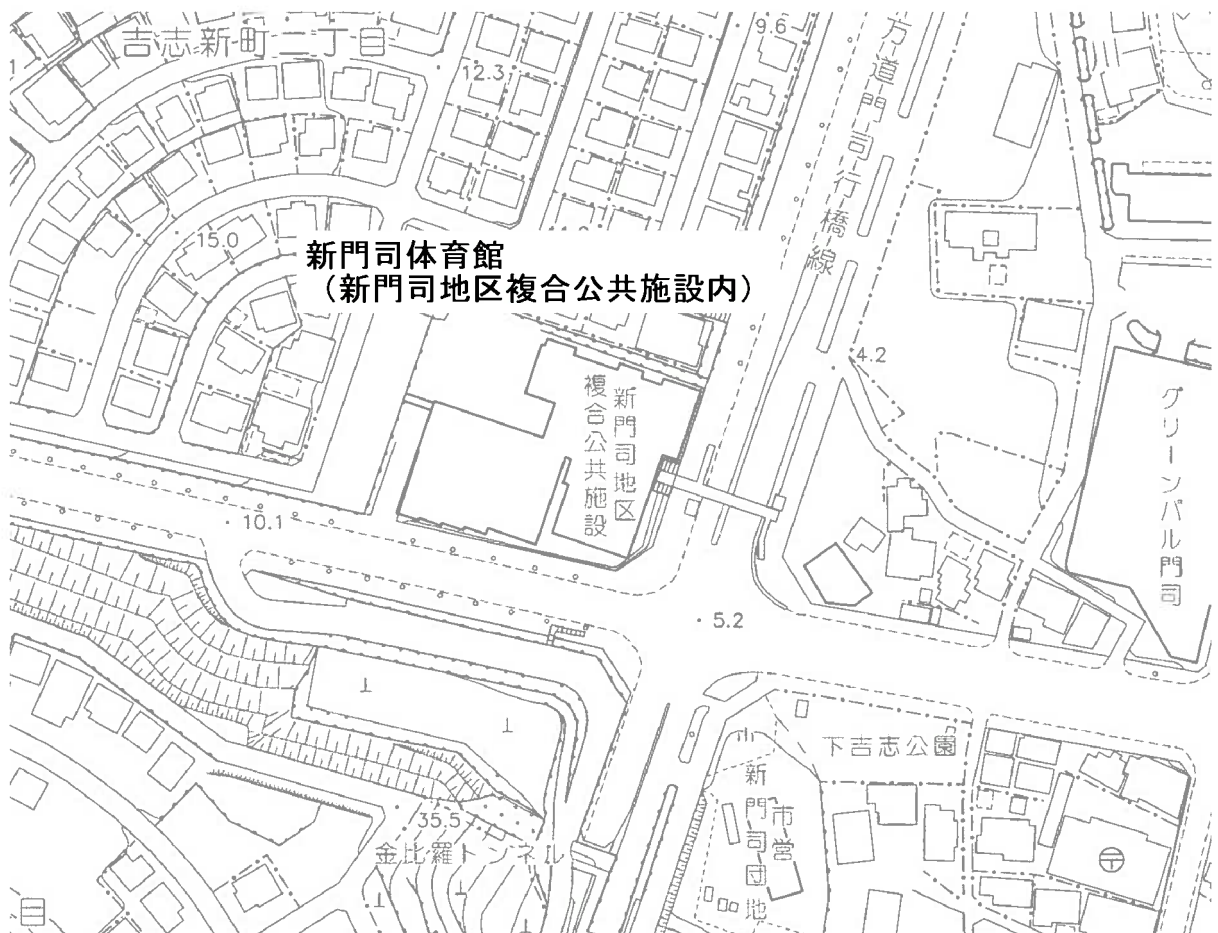 吉志新町二丁目
12.3
9.6
方道門司行橋線
15.0
新門司体育館
（新門司地区複合公共施設内）
4.2
新門司地区
複合公共施設
グリーンパル門司
10.1
5.2
下吉志公園
市営
新門司団地
35.5
金比羅トンネル
目